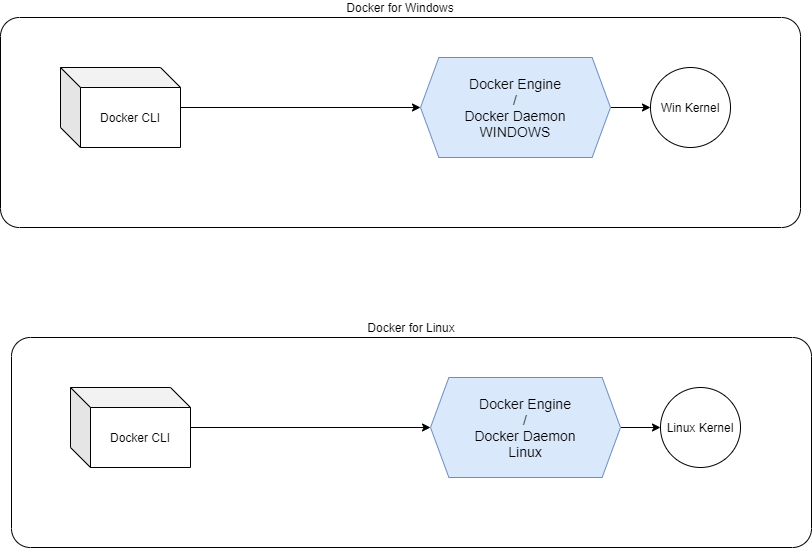 Docker for Windows
Docker CLI
Docker Engine
/
Docker Daemon
WINDOWS
Win Kernel
Docker for Linux
Docker CLI
Docker Engine
/
Docker Daemon
Linux
Linux Kernel